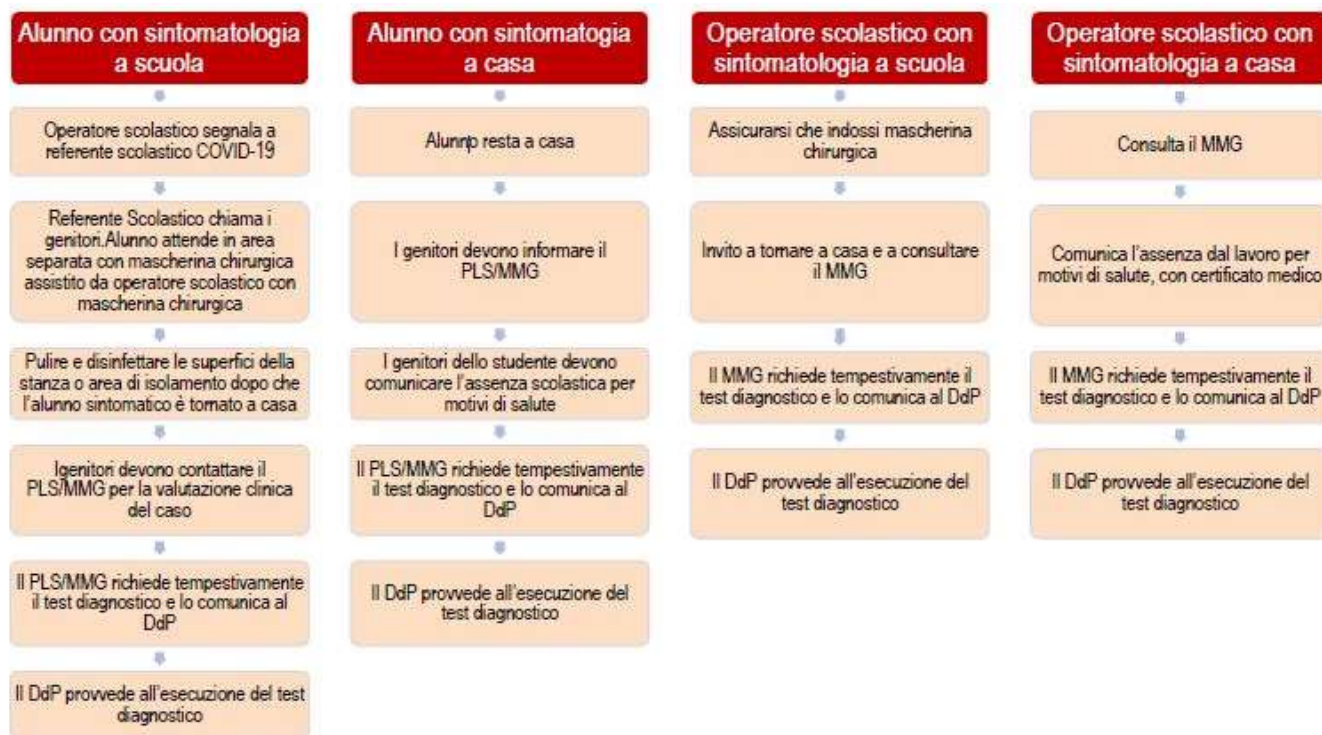 Alunno con sintomatologia
a scuola
Operatore scolastico segnala a
referente scolastico COVID-19
Referente Scolastico chiama i
genitori.Alunno attende in area
separata con mascherina chirurgica
assistito da operatore scolastico con
mascherina chirurgica
Pulire e disinfettare le superfici della
stanza o area di isolamento dopo che
l'alunno sintomatico è tornato a casa
Igenitori devono contattare il
PLS/MMG per la valutazione clinica
del caso
Il PLS/MMG richiede tempestivamente
il test diagnostico e lo comunica al
DdP
Il DdP provvede all'esecuzione del test
diagnostico
Alunno con sintomatogia
a casa
Alunno resta a casa
I genitori devono informare il
PLS/MMG
I genitori dello studente devono
comunicare l'assenza scolastica per
motivi di salute
Il PLS/MMG richiede tempestivamente
il test diagnostico e lo comunica al
DdP
Il DdP provvede all'esecuzione del
test diagnostico
Operatore scolastico con
sintomatologia a scuola
Assicurarsi che indossi mascherina
chirurgica
Invito a tornare a casa e a consultare
il MMG
Il MMG richiede tempestivamente il
test diagnostico e lo comunica al DdP
Il DdP provvede all'esecuzione del
test diagnostico
Operatore scolastico con
sintomatologia a casa
Consulta il MMG
Comunica l'assenza dal lavoro per
motivi di salute, con certificato medico
Il MMG richiede tempestivamente il
test diagnostico e lo comunica al DdP
Il DdP provvede all'esecuzione del
test diagnostico